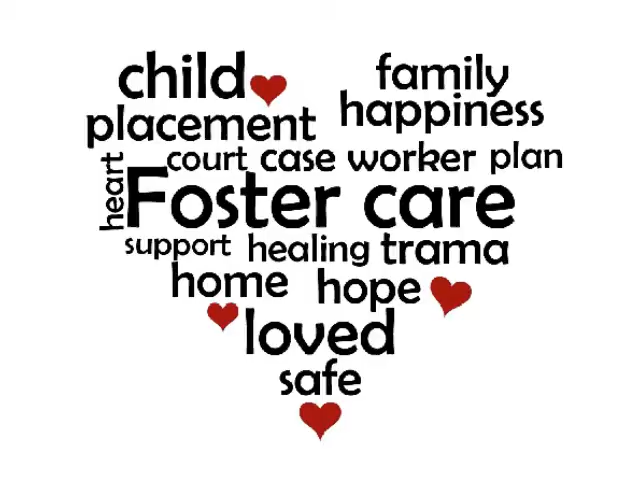 child family
placement happiness
heart
court case worker plan
Foster care
support healing trama
home hope
loved
safe